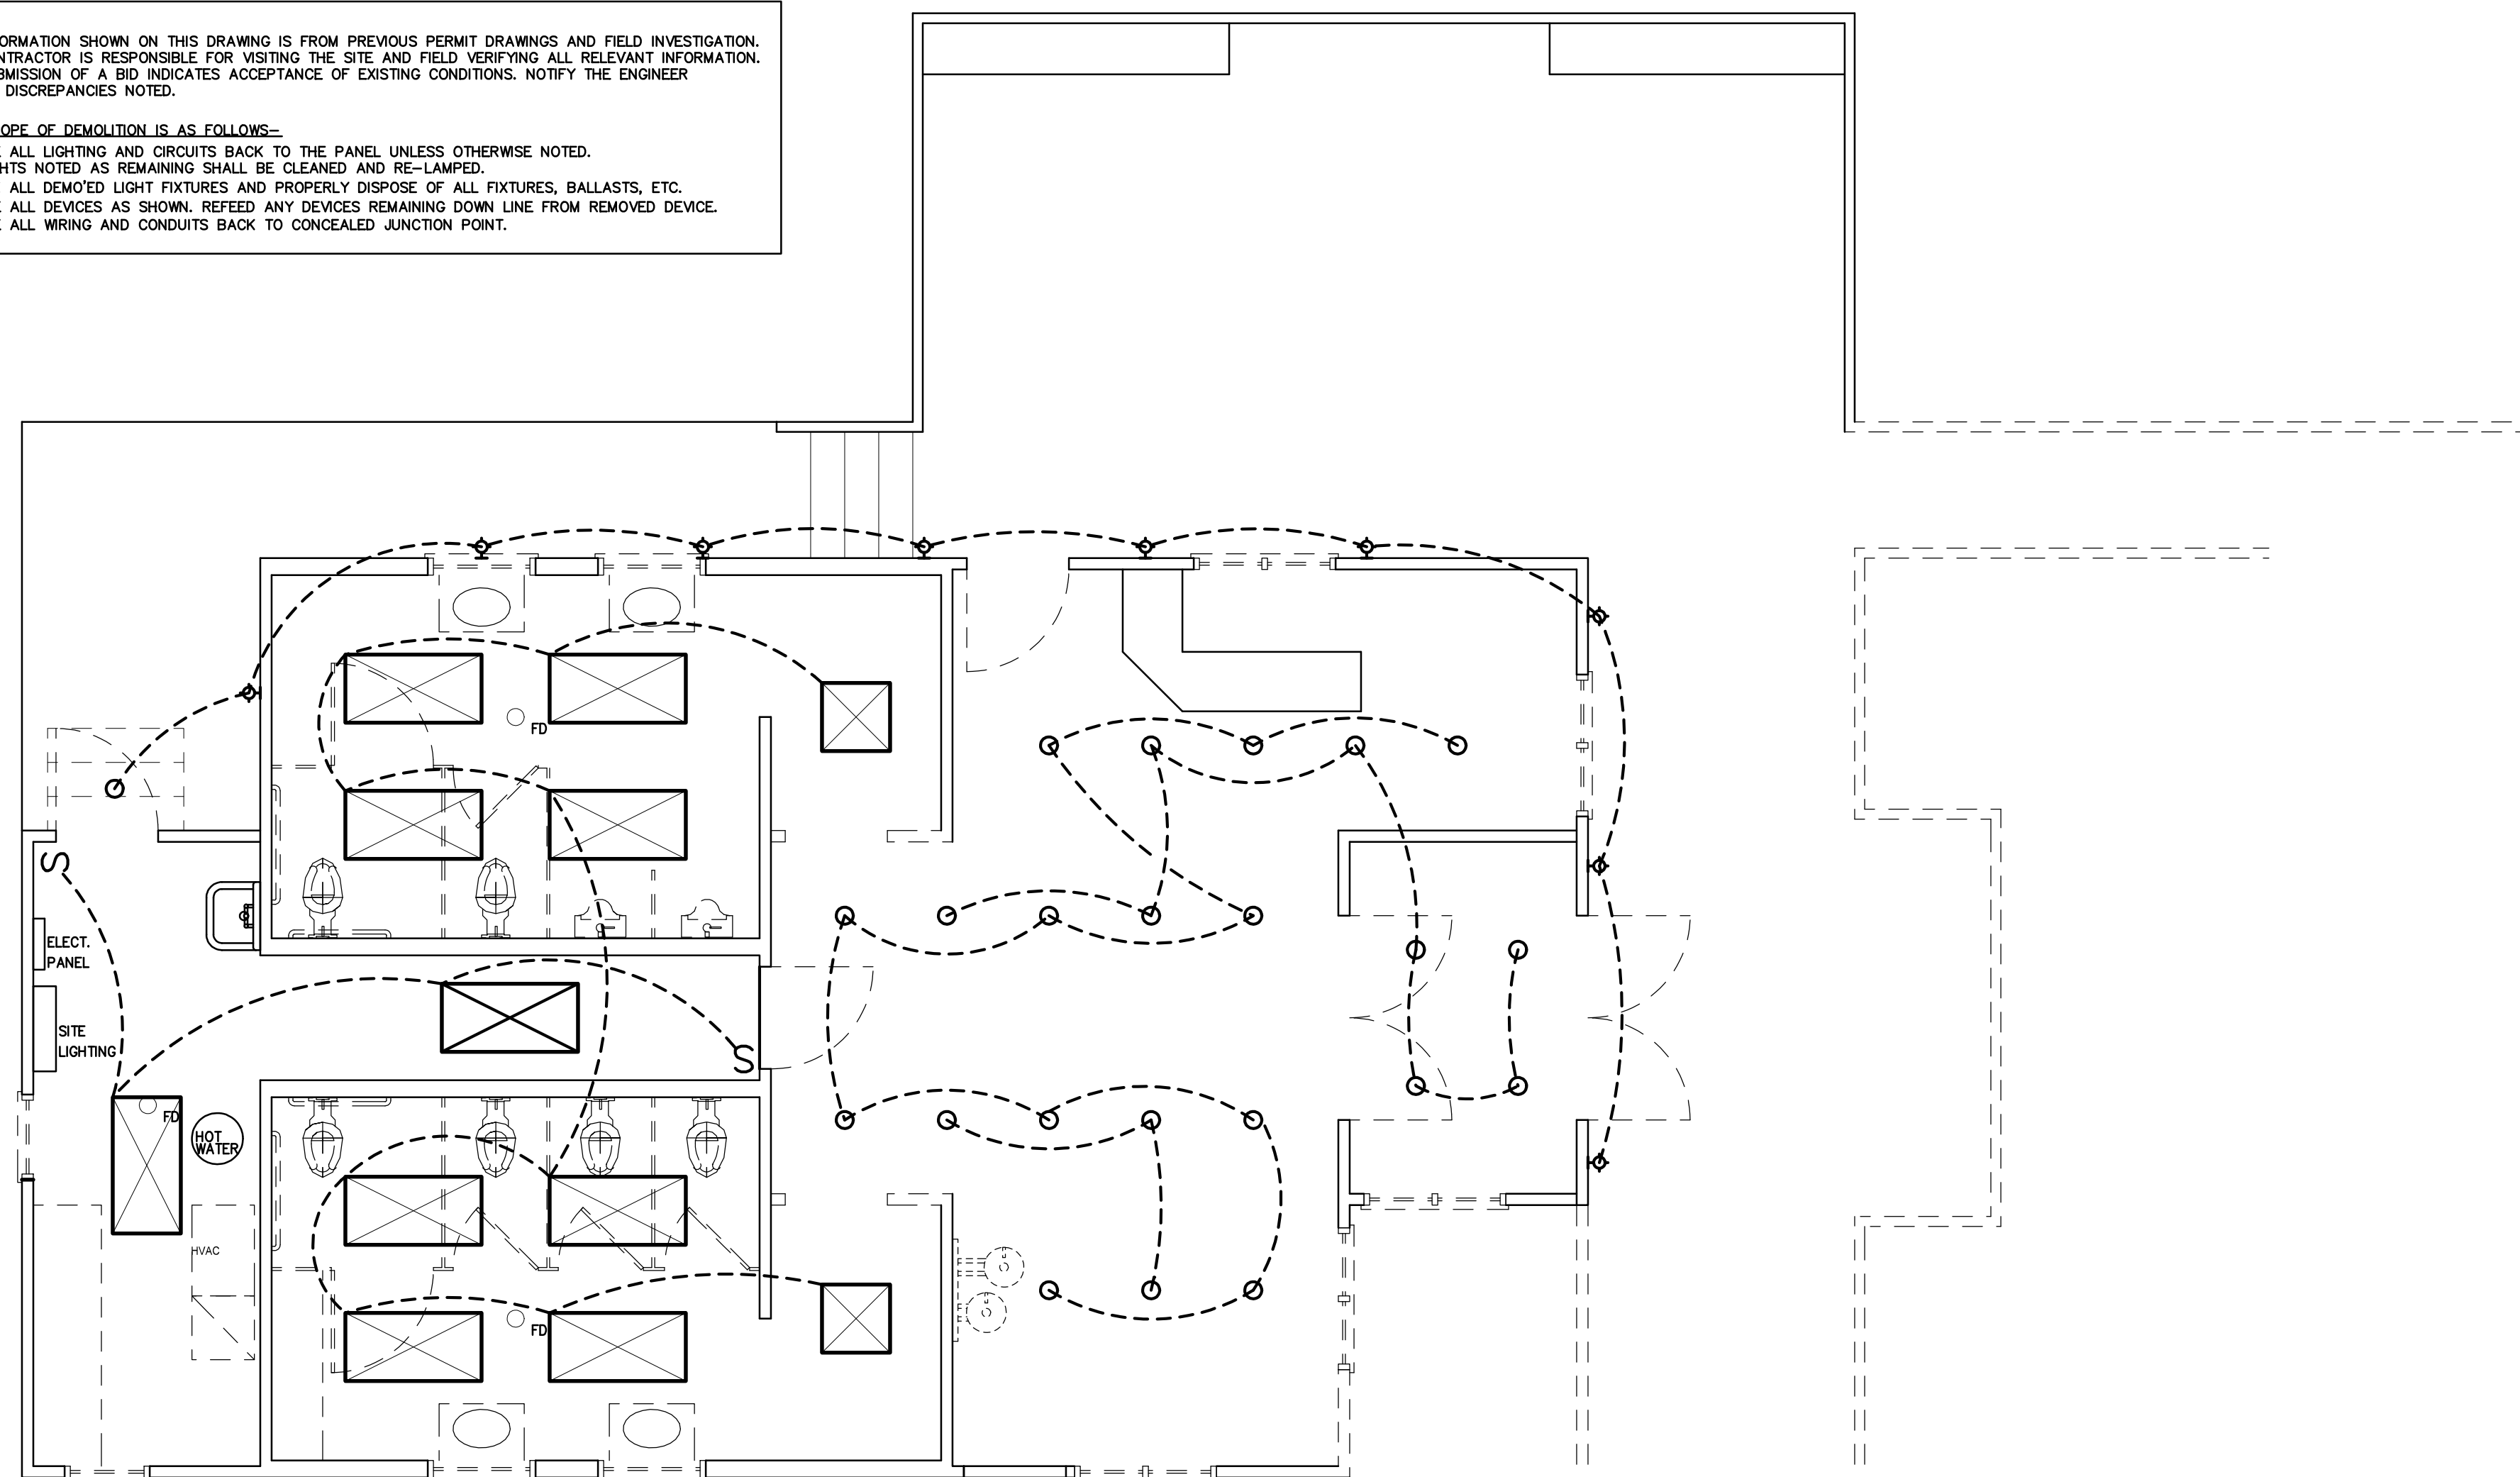 ORMATION SHOWN ON THIS DRAWING IS FROM PREVIOUS PERMIT DRAWINGS AND FIELD INVESTIGATION.
NTRACTOR IS RESPONSIBLE FOR VISITING THE SITE AND FIELD VERIFYING ALL RELEVANT INFORMATION.
BMISSION OF A BID INDICATES ACCEPTANCE OF EXISTING CONDITIONS. NOTIFY THE ENGINEER
DISCREPANCIES NOTED.
OPE OF DEMOLITION IS AS FOLLOWS—
ALL LIGHTING AND CIRCUITS BACK TO THE PANEL UNLESS OTHERWISE NOTED.
HTS NOTED AS REMAINING SHALL BE CLEANED AND RE-LAMPED.
ALL DEMO'ED LIGHT FIXTURES AND PROPERLY DISPOSE OF ALL FIXTURES, BALLASTS, ETC.
ALL DEVICES AS SHOWN. REFEED ANY DEVICES REMAINING DOWN LINE FROM REMOVED DEVICE.
ALL WIRING AND CONDUITS BACK TO CONCEALED JUNCTION POINT.
FD
S
ELECT.
PANEL
SITE
LIGHTING
S
FD
HOT
WATER
HVAC
FD